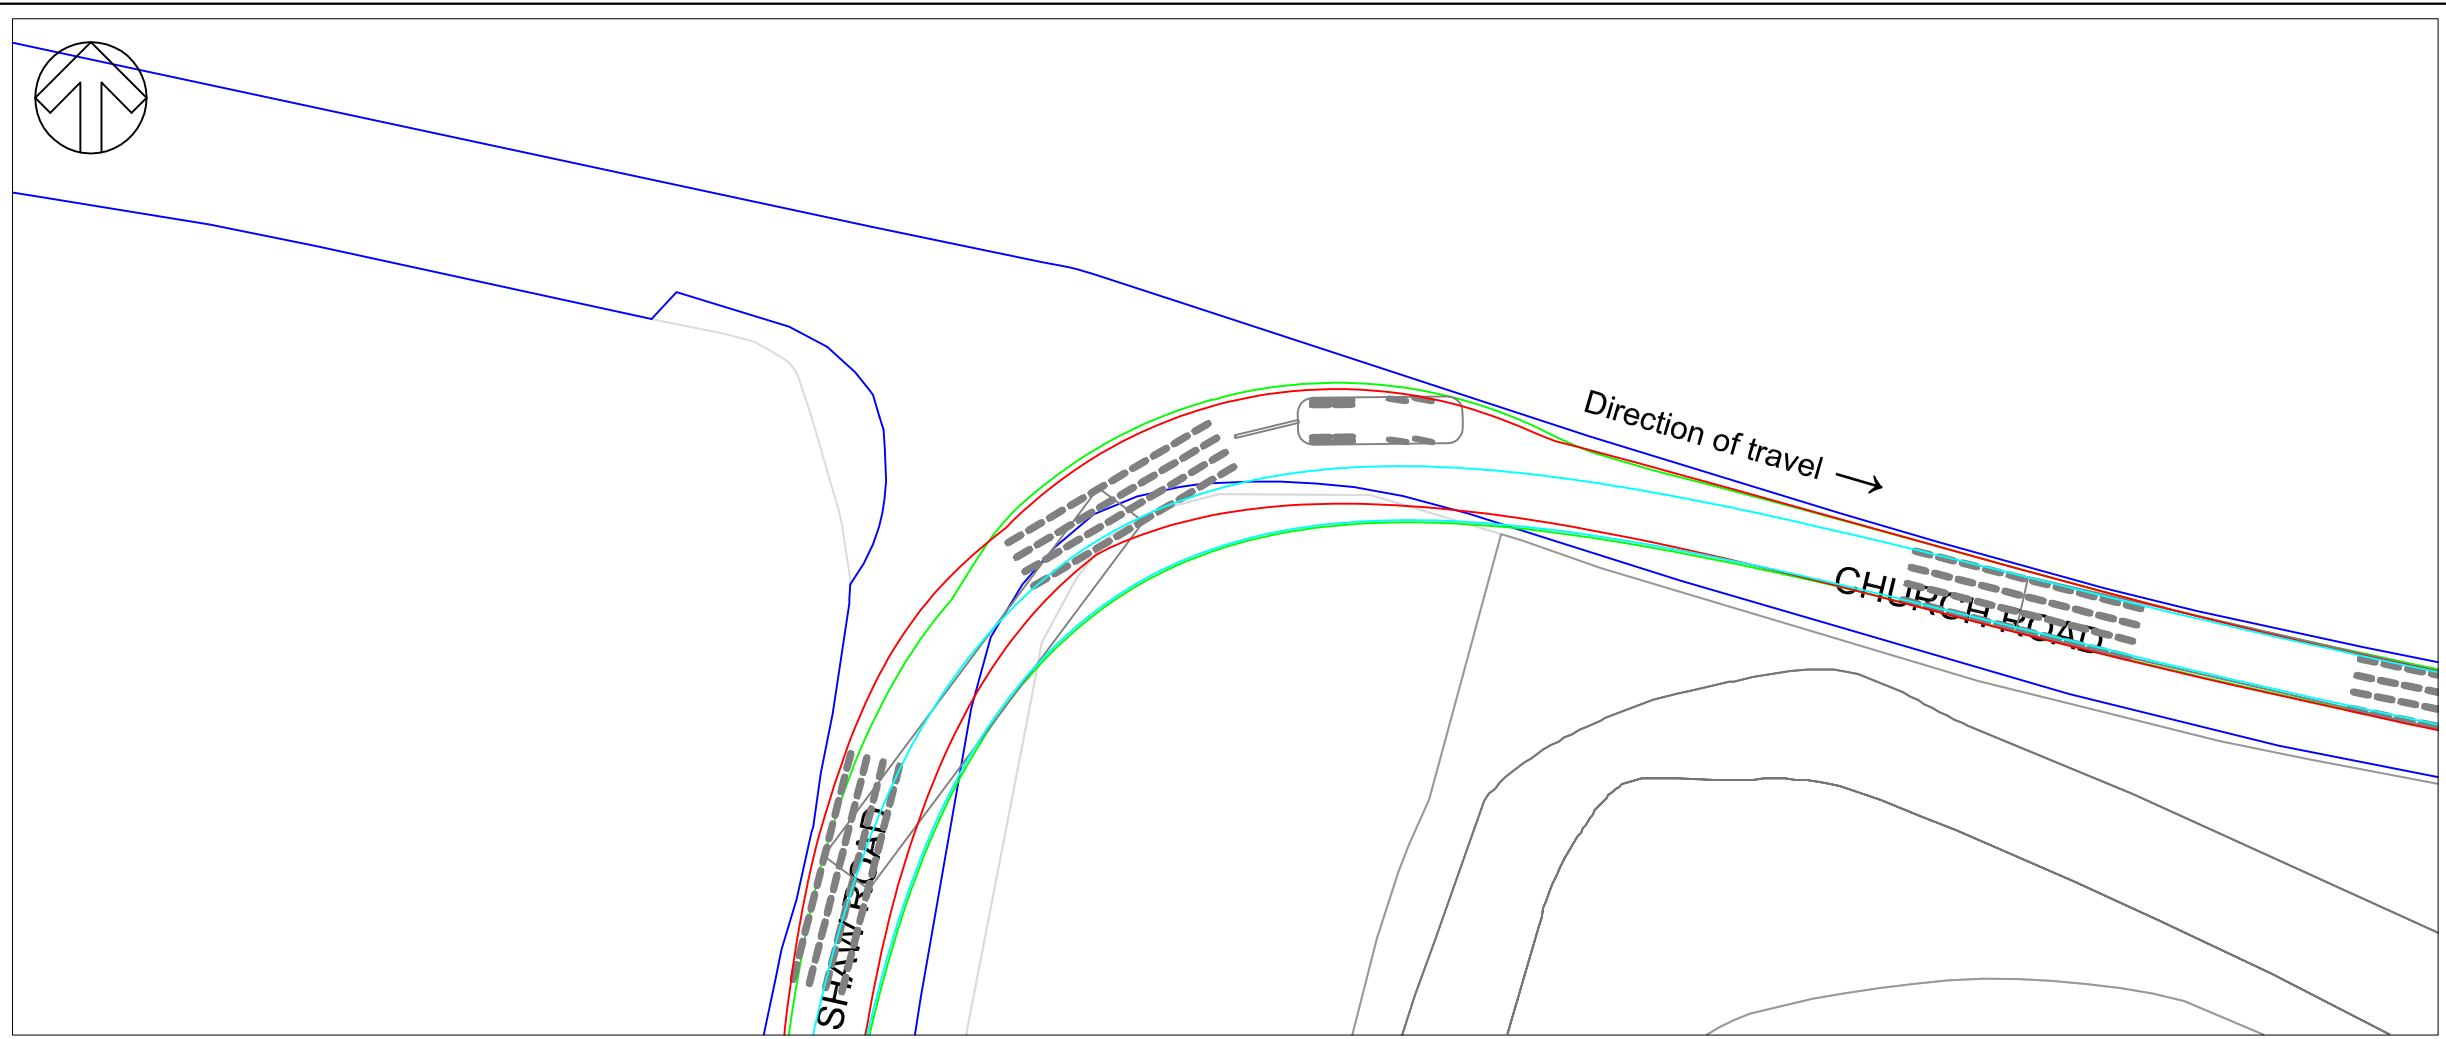 Direction of travel →
CHURCH ROAD
SHAW ROAD